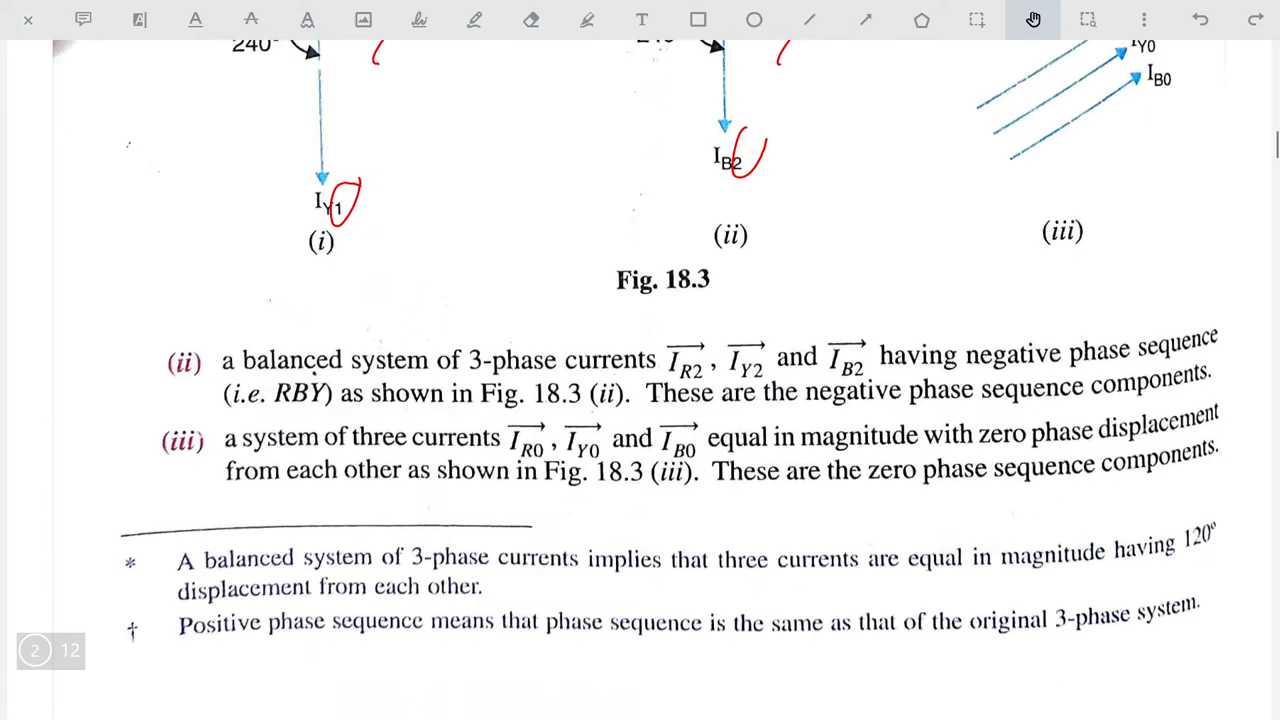 T
240°
I_Y0
I_B0
I_B2
I_Y1
(i)
(ii)
(iii)
Fig. 18.3
(ii) a balanced system of 3-phase currents I_R2, I_Y2 and I_B2 having negative phase sequence
(i.e. RBY) as shown in Fig. 18.3 (ii). These are the negative phase sequence components.
(iii) a system of three currents I_R0, I_Y0 and I_B0 equal in magnitude with zero phase displacement
from each other as shown in Fig. 18.3 (iii). These are the zero phase sequence components.
* A balanced system of 3-phase currents implies that three currents are equal in magnitude having 120°
displacement from each other.
† Positive phase sequence means that phase sequence is the same as that of the original 3-phase system.
2 12